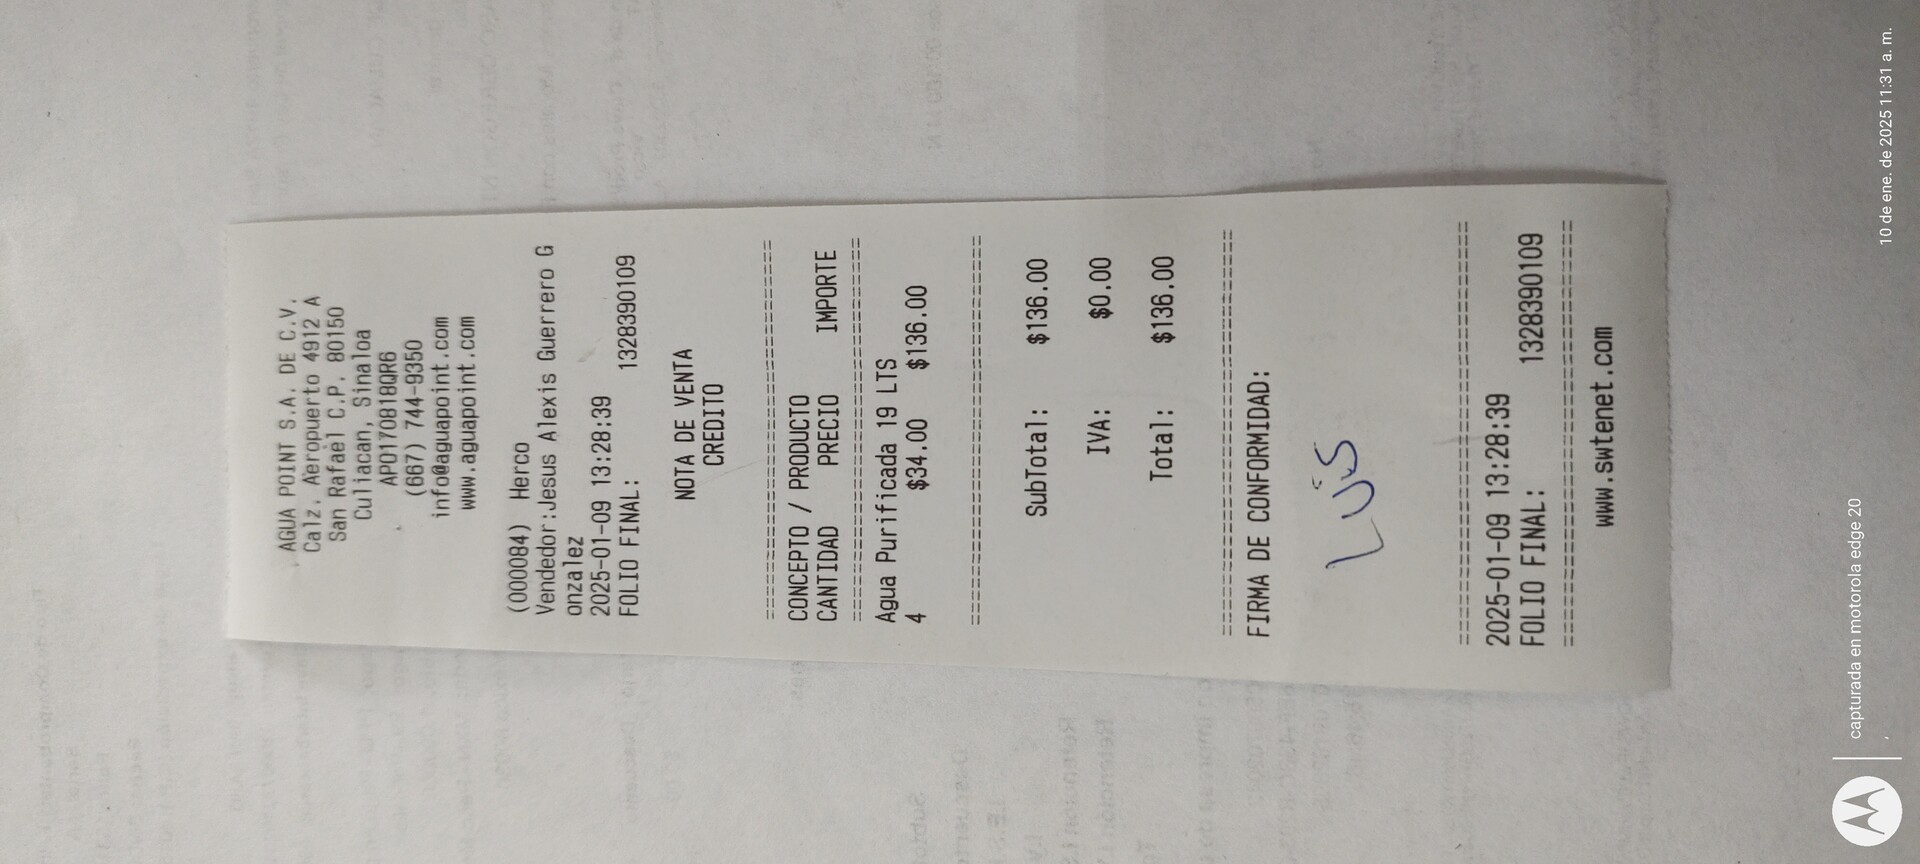 AGUA POINT S.A. DE C.V.
Calz. Aeropuerto 4912 A
San Rafael C.P. 80150
Culiacan, Sinaloa
APO170818QR6
(667) 744-9350
info@aguapoint.com
www.aguapoint.com
(000084) Herco
Vendedor:Jesus Alexis Guerrero G
onzalez
2025-01-09 13:28:39
FOLIO FINAL: 1328390109
NOTA DE VENTA
CREDITO
================================
CONCEPTO / PRODUCTO
CANTIDAD PRECIO IMPORTE
================================
Agua Purificada 19 LTS
4 $34.00 $136.00
================================
SubTotal: $136.00
IVA: $0.00
Total: $136.00
================================
FIRMA DE CONFORMIDAD:
LUiS
================================
2025-01-09 13:28:39
FOLIO FINAL: 1328390109
================================
www.swtenet.com
capturada en motorola edge 20
10 de ene. de 2025 11:31 a. m.